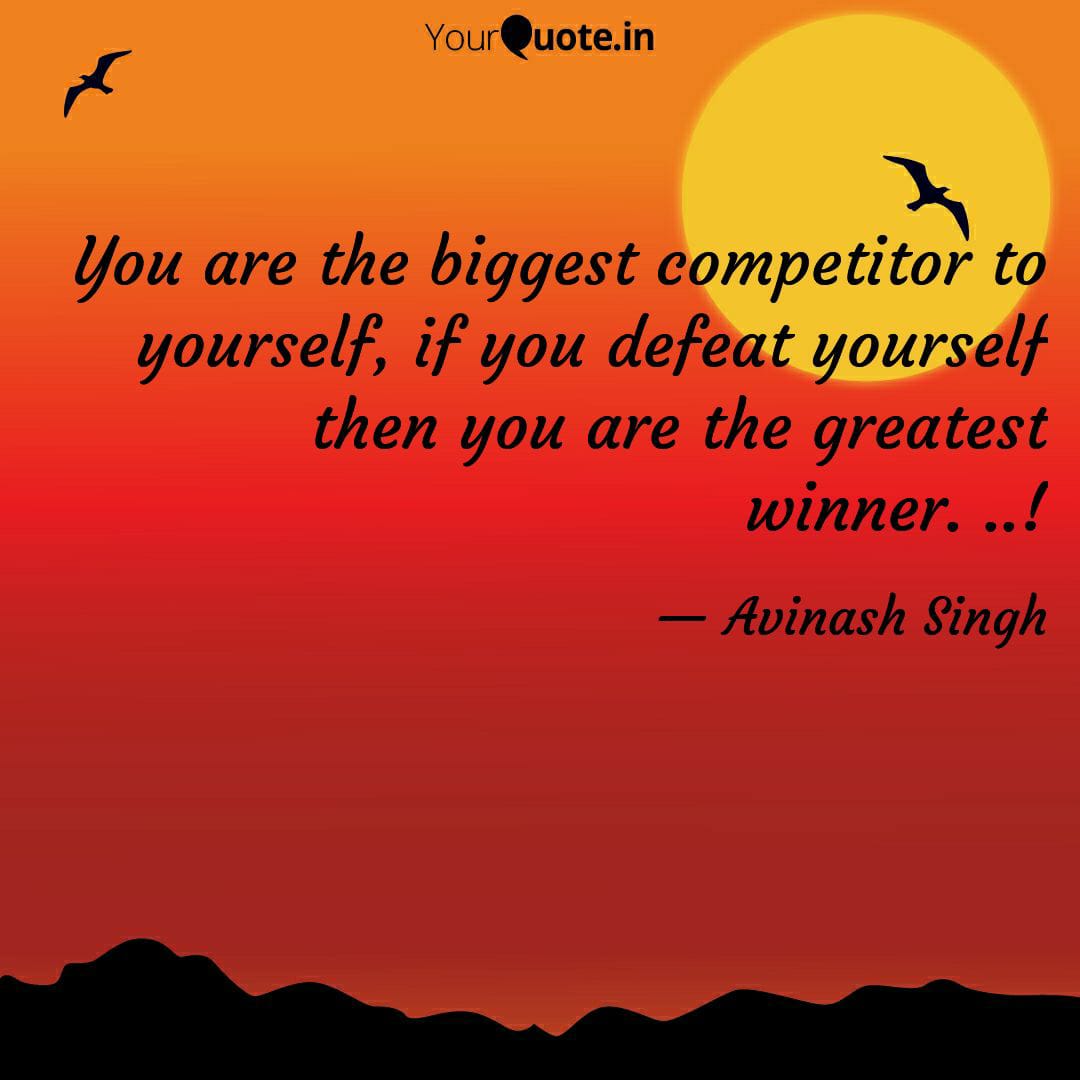 YourQuote.in
You are the biggest competitor to
yourself, if you defeat yourself
then you are the greatest
winner. ..!
— Avinash Singh